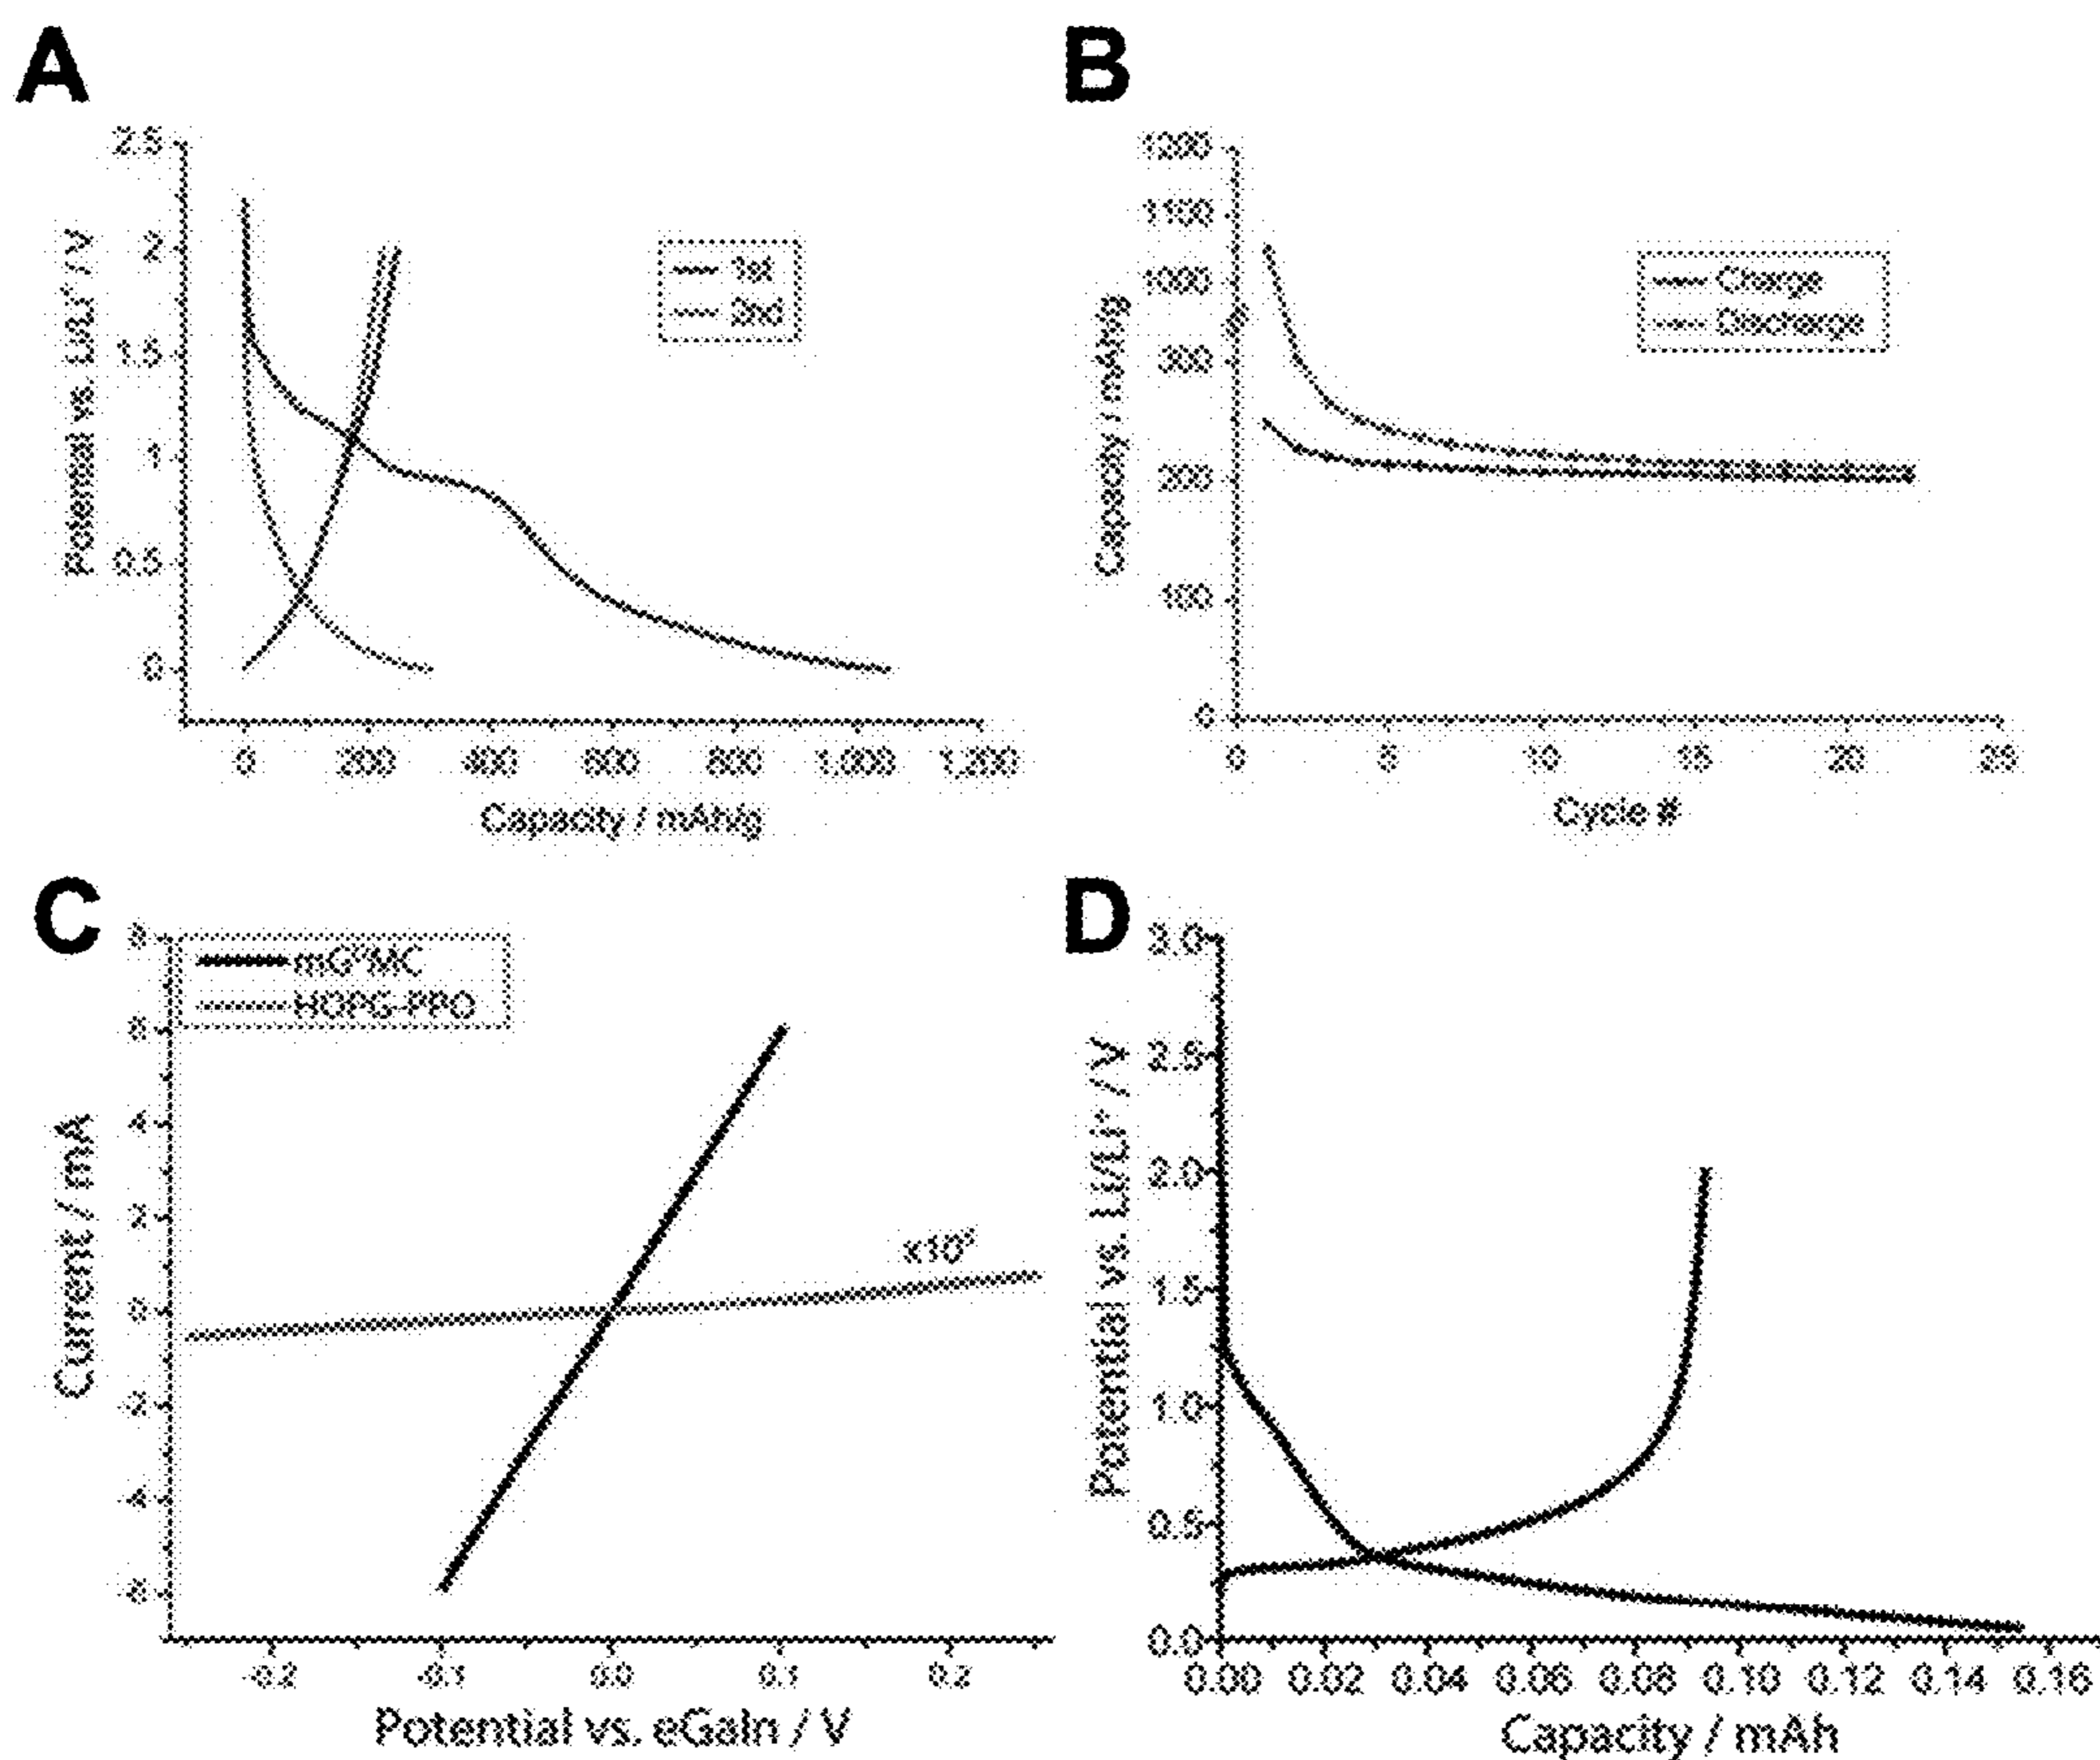 A
2.5
2
1.5
1
0.5
0
Potential vs. Li/Li⁺ / V
1st
2nd
0 200 400 600 800 1,000 1,200
Capacity / mAh/g
B
1200
1100
1000
300
200
100
0
Capacity / mAh/g
Charge
Discharge
0 5 10 15 20 25
Cycle #
C
8
6
4
2
0
-2
-4
-6
Current / mA
HOPG-PPO
-0.2 -0.1 0.0 0.1 0.2
Potential vs. eGaIn / V
D
3.0
2.5
2.0
1.5
1.0
0.5
0.0
Potential vs. Li/Li⁺ / V
0.00 0.02 0.04 0.06 0.08 0.10 0.12 0.14 0.16
Capacity / mAh